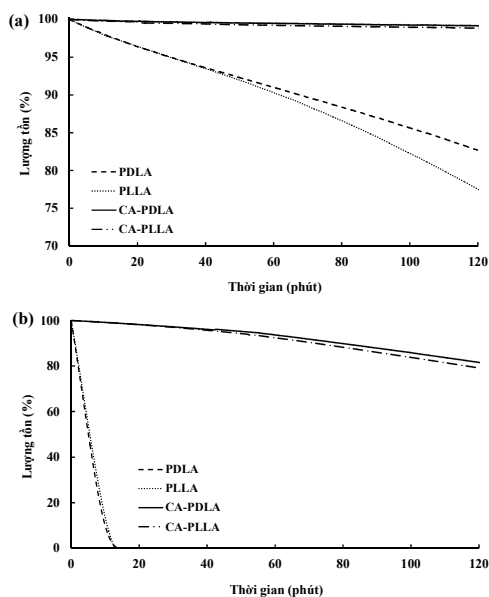 (a)
100
95
90
85
80
75
70
Lượng tồn (%)
PDLA
PLLA
CA-PDLA
CA-PLLA
0 20 40 60 80 100 120
Thời gian (phút)
(b)
100
80
60
40
20
0
Lượng tồn (%)
PDLA
PLLA
CA-PDLA
CA-PLLA
0 20 40 60 80 100 120
Thời gian (phút)